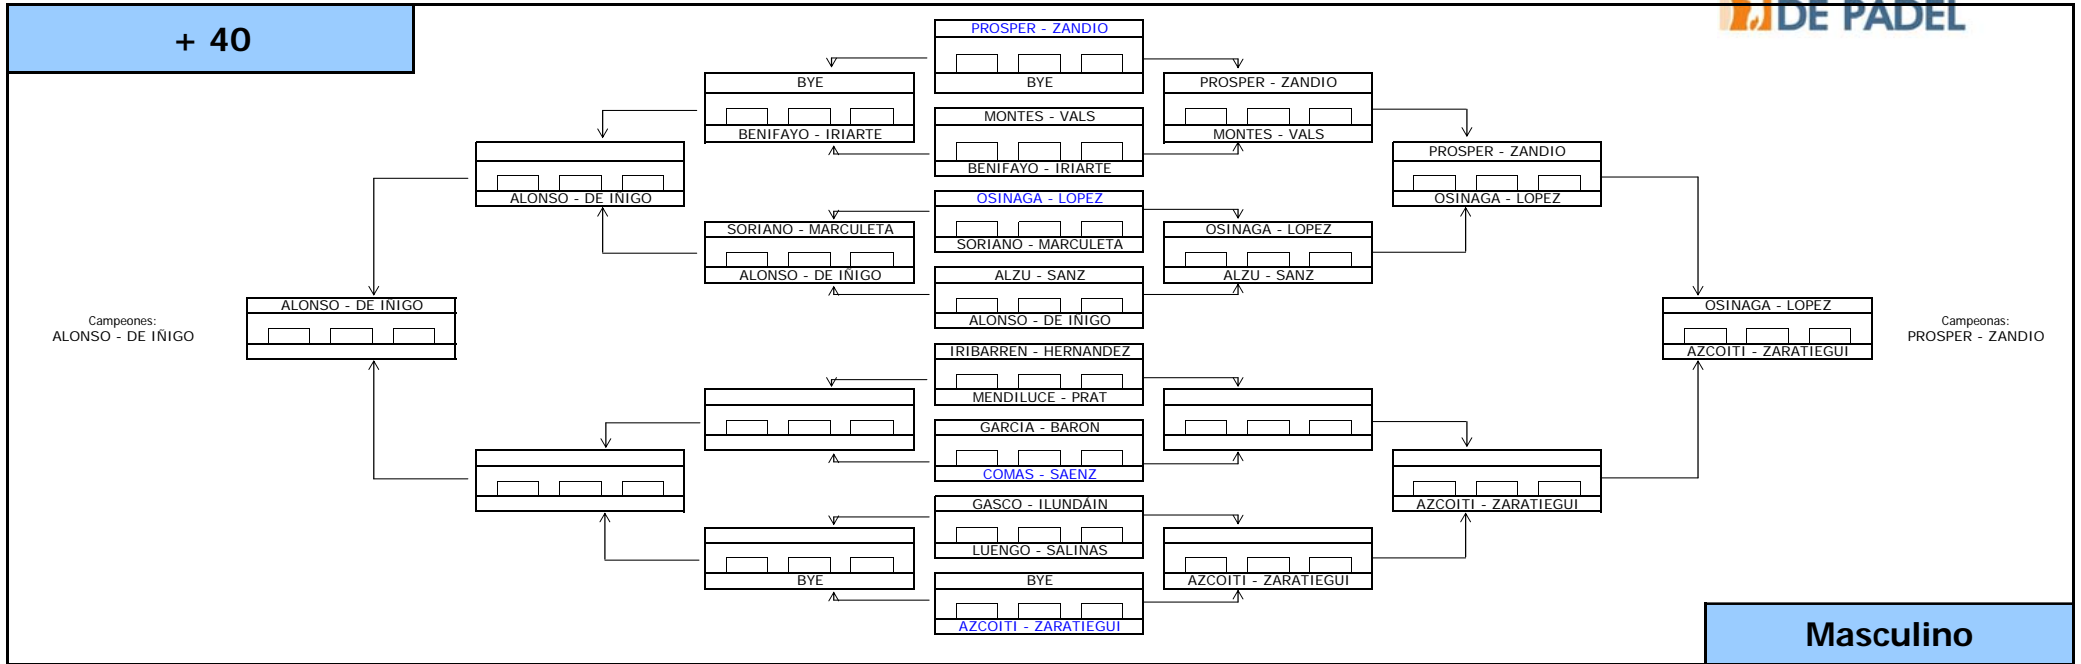 + 40
DE PADEL
PROSPER - ZANDIO
BYE
BYE
BENIFAYO - IRIARTE
PROSPER - ZANDIO
MONTES - VALS
MONTES - VALS
BENIFAYO - IRIARTE
ALONSO - DE IÑIGO
PROSPER - ZANDIO
OSINAGA - LOPEZ
OSINAGA - LOPEZ
SORIANO - MARCULETA
SORIANO - MARCULETA
ALONSO - DE IÑIGO
OSINAGA - LOPEZ
ALZU - SANZ
ALZU - SANZ
ALONSO - DE IÑIGO
ALONSO - DE IÑIGO
Campeones:
ALONSO - DE IÑIGO
OSINAGA - LOPEZ
AZCOITI - ZARATIEGUI
Campeonas:
PROSPER - ZANDIO
IRIBARREN - HERNANDEZ
MENDILUCE - PRAT
GARCIA - BARON
COMAS - SAENZ
AZCOITI - ZARATIEGUI
GASCO - ILUNDÁIN
LUENGO - SALINAS
BYE
AZCOITI - ZARATIEGUI
BYE
AZCOITI - ZARATIEGUI
Masculino